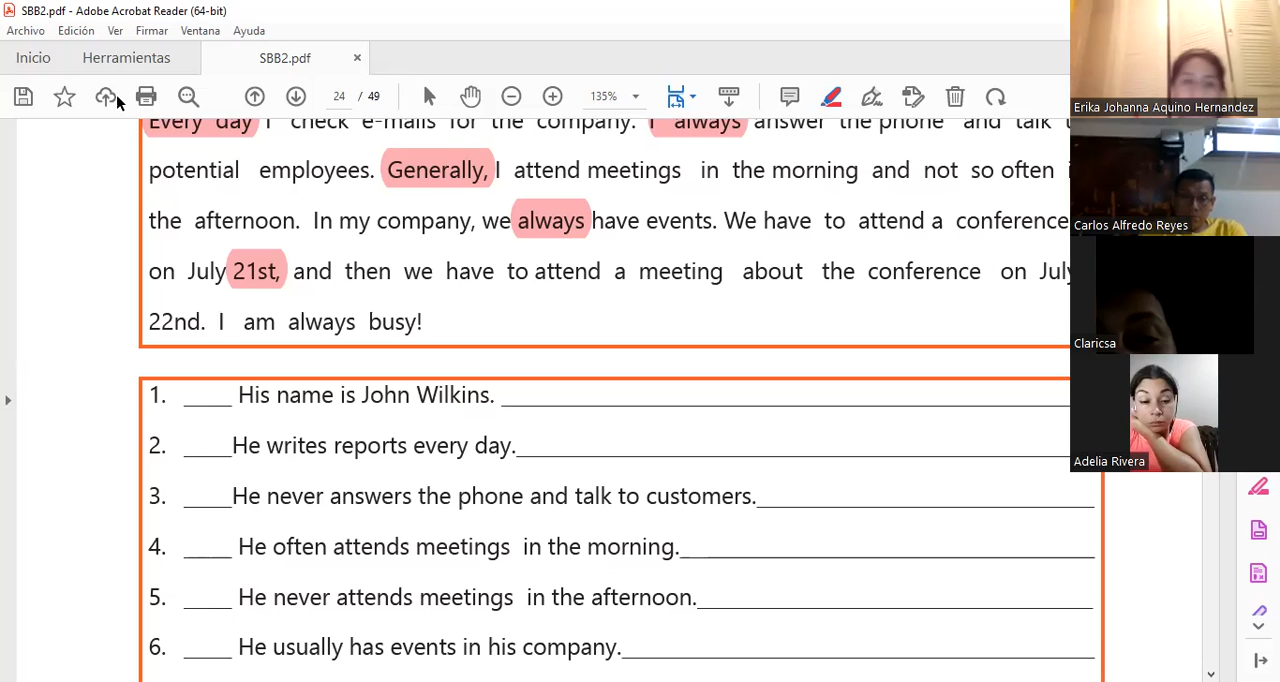 SBB2.pdf - Adobe Acrobat Reader (64-bit)
Archivo Edición Ver Firmar Ventana Ayuda
Inicio Herramientas SBB2.pdf ×
24 / 49 135%
Every day I check e-mails for the company. I always answer the phone and talk
potential employees. Generally, I attend meetings in the morning and not so often
the afternoon. In my company, we always have events. We have to attend a conference
on July 21st, and then we have to attend a meeting about the conference on July
22nd. I am always busy!
1. ____ His name is John Wilkins.
2. ____He writes reports every day.
3. ____He never answers the phone and talk to customers.
4. ____ He often attends meetings in the morning.
5. ____ He never attends meetings in the afternoon.
6. ____ He usually has events in his company.
Erika Johanna Aquino Hernandez
Carlos Alfredo Reyes
Claricsa
Adelia Rivera